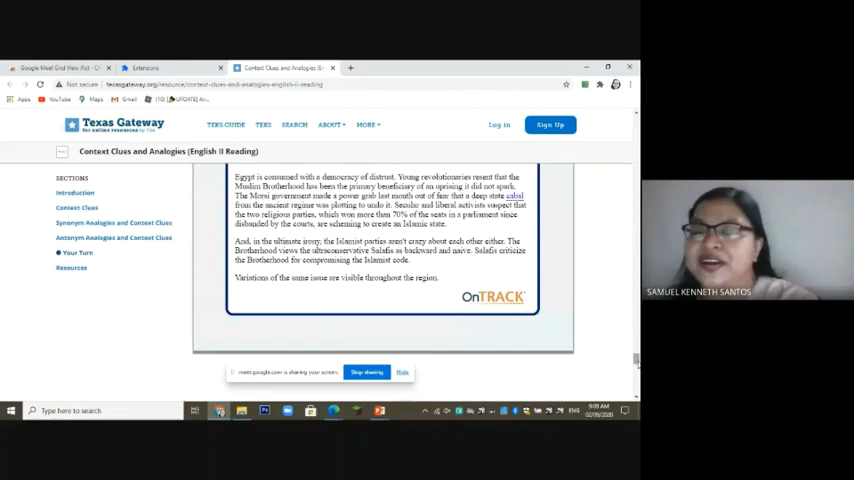 Google Meet Grid View (fix) - Ch
Extensions
Context Clues and Analogies (E
Not secure
texasgateway.org/resource/context-clues-and-analogies-english-ii-reading
Apps
YouTube
Maps
Gmail
Texas Gateway
for online resources by TEA
TEKS GUIDE
TEKS
SEARCH
ABOUT
MORE
Log in
Sign Up
Context Clues and Analogies (English II Reading)
SECTIONS
Introduction
Context Clues
Synonym Analogies and Context Clues
Antonym Analogies and Context Clues
Your Turn
Resources
Egypt is consumed with a democracy of distrust. Young revolutionaries resent that the
Muslim Brotherhood has been the primary beneficiary of an uprising it did not spark.
The Morsi government made a power grab last month out of fear that a deep state cabal
from the ancient regime was plotting to undo it. Secular and liberal activists suspect that
the two religious parties, which won more than 70% of the seats in a parliament since
disbanded by the courts, are scheming to create an Islamic state.
And, in the ultimate irony, the Islamist parties aren't crazy about each other either. The
Brotherhood views the ultraconservative Salafis as backward and naive. Salafis criticize
the Brotherhood for compromising the Islamist code.
Variations of the same issue are visible throughout the region.
OnTRACK
meet.google.com is sharing your screen.
Stop sharing
Hide
SAMUEL KENNETH SANTOS
Type here to search
ENG
9:09 AM